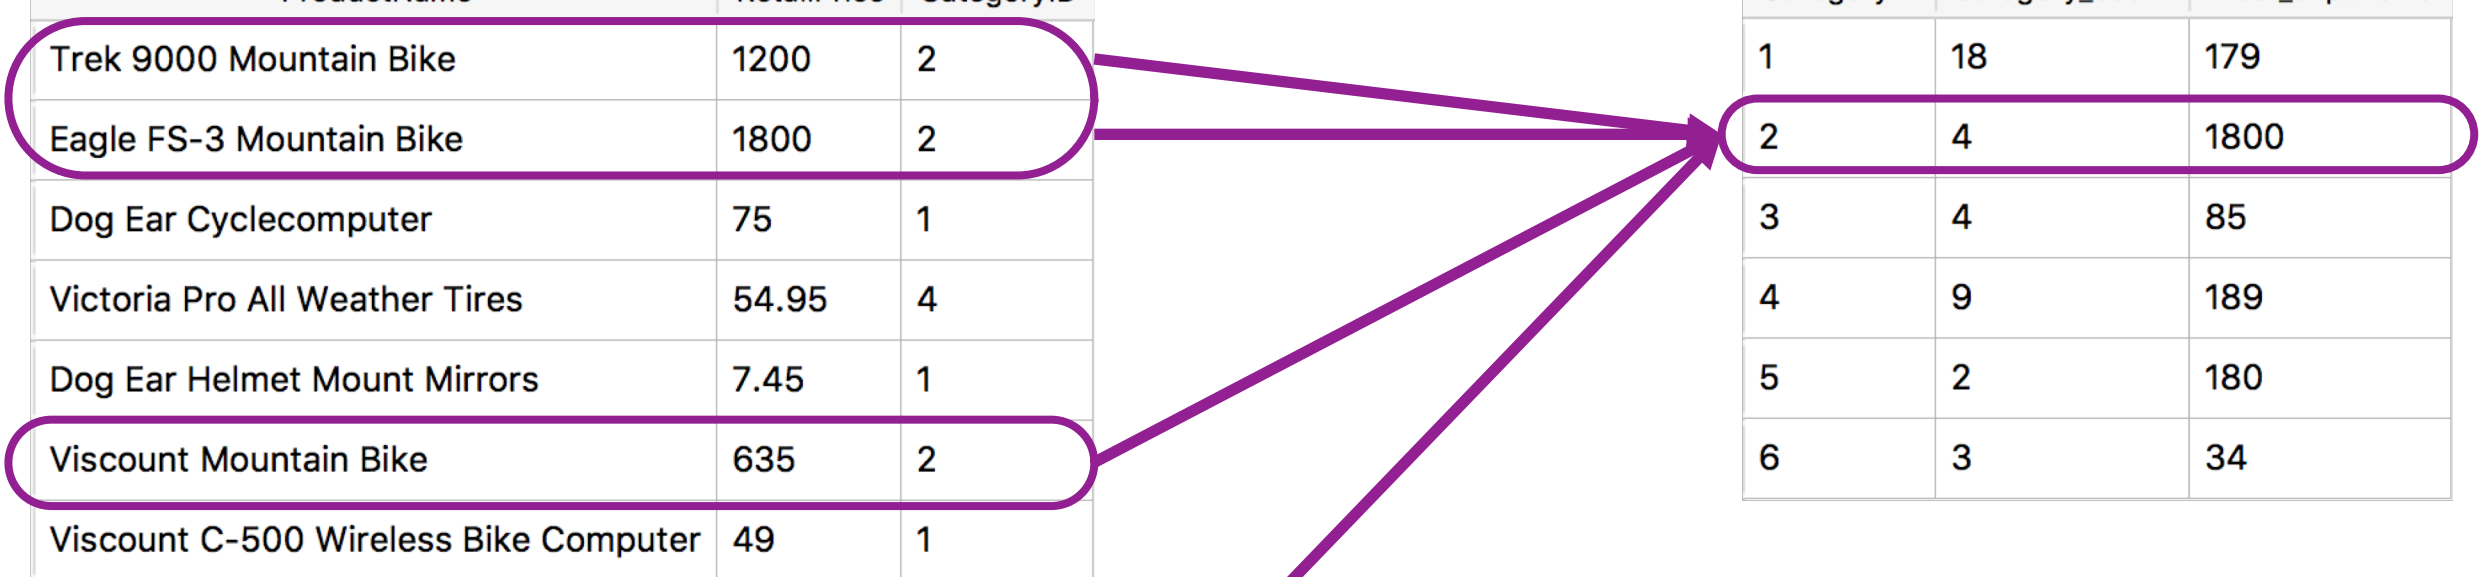 ProductName RetailPrice CategoryID
Trek 9000 Mountain Bike 1200 2
Eagle FS-3 Mountain Bike 1800 2
Dog Ear Cyclecomputer 75 1
Victoria Pro All Weather Tires 54.95 4
Dog Ear Helmet Mount Mirrors 7.45 1
Viscount Mountain Bike 635 2
Viscount C-500 Wireless Bike Computer 49 1
1 18 179
2 4 1800
3 4 85
4 9 189
5 2 180
6 3 34